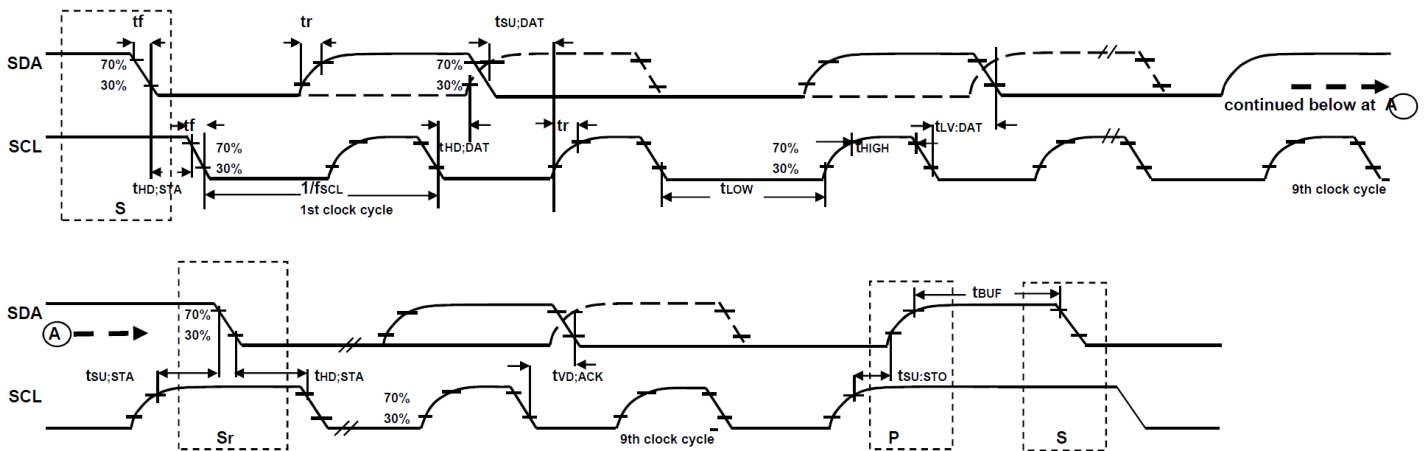 tf
tr
tSU;DAT
SDA
70%
30%
70%
30%
continued below at A
tf
tHD;DAT
tr
tLV:DAT
SCL
70%
30%
70%
30%
tHIGH
tHD;STA
1/fSCL
tLOW
S
1st clock cycle
9th clock cycle
tBUF
SDA
70%
30%
A
tSU;STA
tHD;STA
tVD;ACK
tSU:STO
SCL
70%
30%
Sr
9th clock cycle
P
S